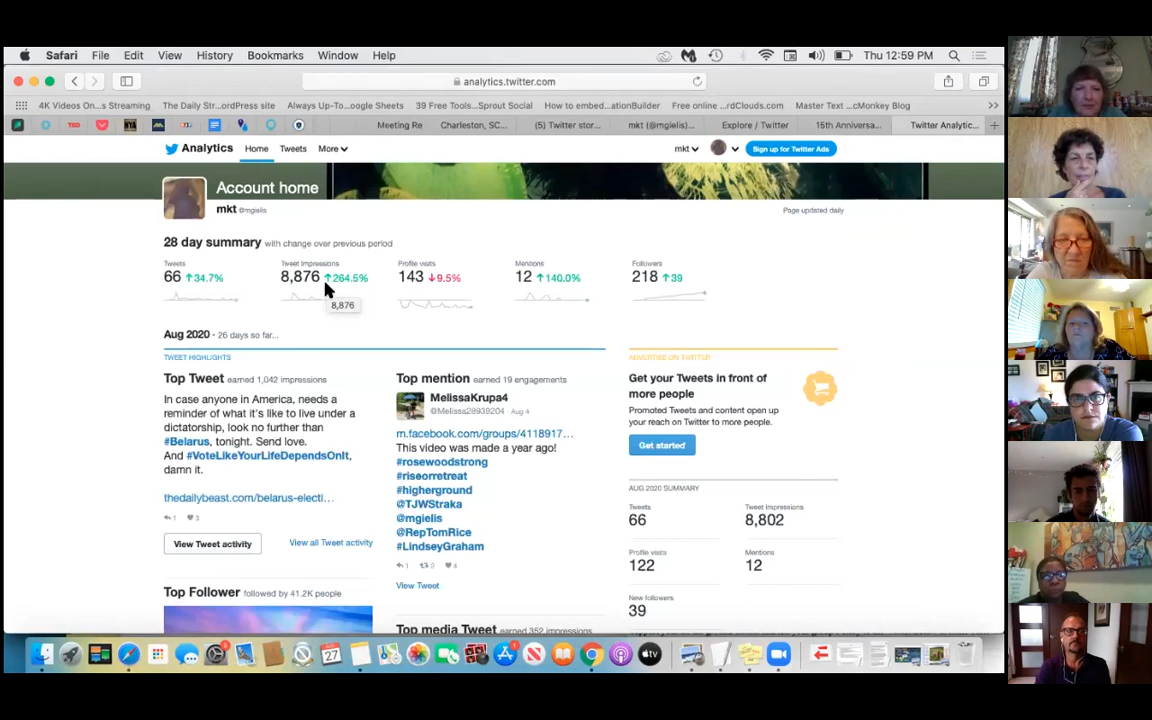 Safari File Edit View History Bookmarks Window Help
Thu 12:59 PM
analytics.twitter.com
4K Videos On...s Streaming The Daily Str...ordPress site Always Up-To...oogle Sheets 39 Free Tools...Sprout Social How to embed...ationBuilder Free online ...rdClouds.com Master Text ...cMonkey Blog
TED Meeting Re Charleston, SC... (5) Twitter stor... mkt (@mgielis)... Explore / Twitter 15th Anniversa... Twitter Analytic...
Analytics Home Tweets More mkt Sign up for Twitter Ads
Account home
mkt @mgielis
Page updated daily
28 day summary with change over previous period
Tweets Tweet Impressions Profile visits Mentions Followers
66 34.7% 8,876 264.5% 143 9.5% 12 140.0% 218 39
8,876
Aug 2020 · 26 days so far...
TWEET HIGHLIGHTS
Top Tweet earned 1,042 impressions
In case anyone in America, needs a
reminder of what it's like to live under a
dictatorship, look no further than
#Belarus, tonight. Send love.
And #VoteLikeYourLifeDependsOnIt,
damn it.
thedailybeast.com/belarus-electi...
1 3
View Tweet activity View all Tweet activity
Top Follower followed by 41.2K people
Top mention earned 19 engagements
MelissaKrupa4
@Melissa28939204 · Aug 4
m.facebook.com/groups/4118917...
This video was made a year ago!
#rosewoodstrong
#riseorretreat
#higherground
@TJWStraka
@mgielis
@RepTomRice
#LindseyGraham
1 2 4
View Tweet
Top media Tweet earned 352 impressions
ADVERTISE ON TWITTER
Get your Tweets in front of
more people
Promoted Tweets and content open up
your reach on Twitter to more people.
Get started
AUG 2020 SUMMARY
Tweets Tweet Impressions
66 8,802
Profile visits Mentions
122 12
New followers
39
27